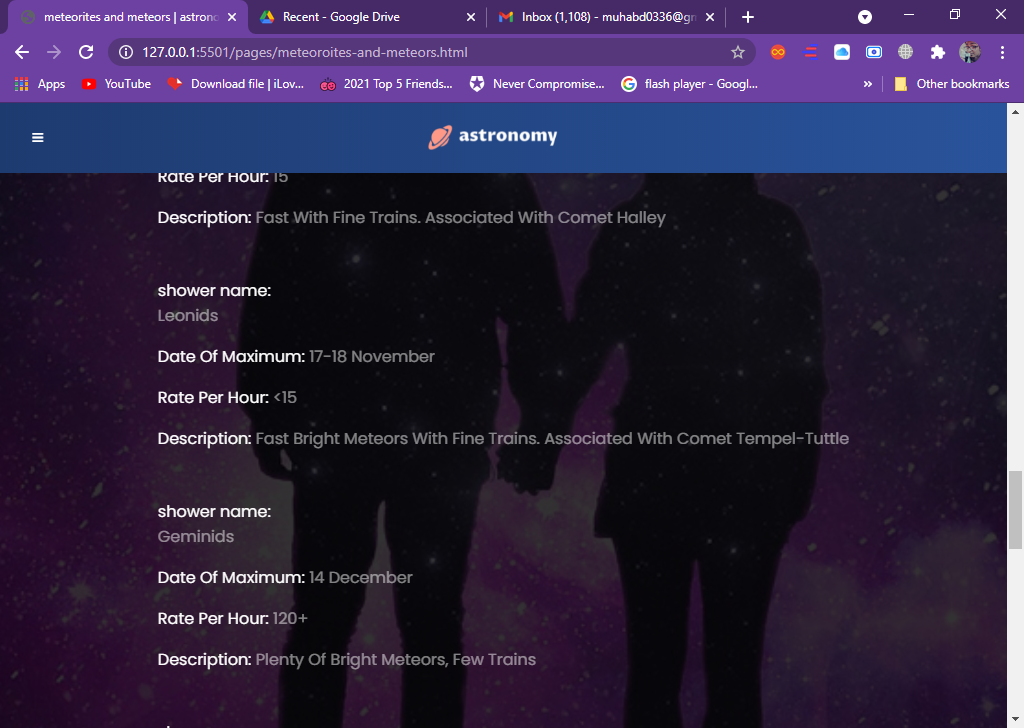 meteorites and meteors | astrono
Recent - Google Drive
Inbox (1,108) - muhabd0336@gm
127.0.0.1:5501/pages/meteoroites-and-meteors.html
Apps
YouTube
Download file | iLov...
2021 Top 5 Friends...
Never Compromise...
flash player - Googl...
»
Other bookmarks
astronomy
Rate Per Hour: 15
Description: Fast With Fine Trains. Associated With Comet Halley
shower name:
Leonids
Date Of Maximum: 17-18 November
Rate Per Hour: <15
Description: Fast Bright Meteors With Fine Trains. Associated With Comet Tempel-Tuttle
shower name:
Geminids
Date Of Maximum: 14 December
Rate Per Hour: 120+
Description: Plenty Of Bright Meteors, Few Trains